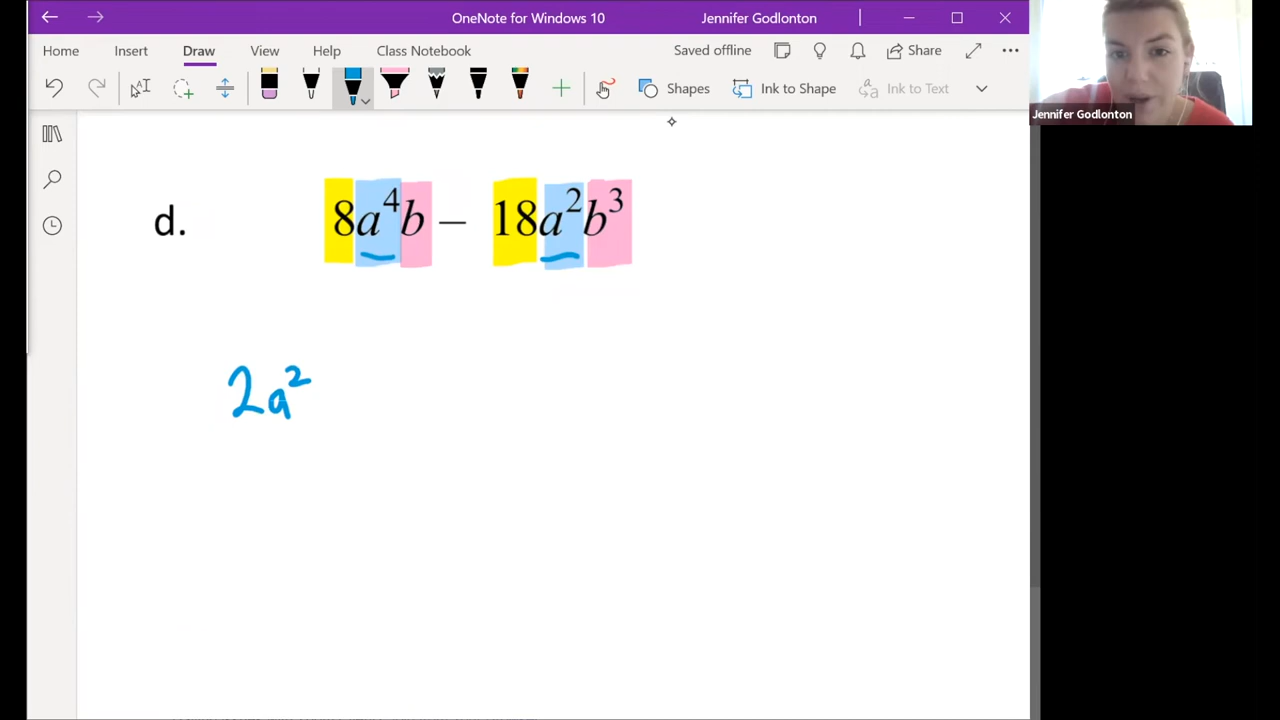 OneNote for Windows 10 Jennifer Godlonton
Home Insert Draw View Help Class Notebook Saved offline Share
Shapes Ink to Shape Ink to Text
Jennifer Godlonton
d. 8a⁴b – 18a²b³
2a²